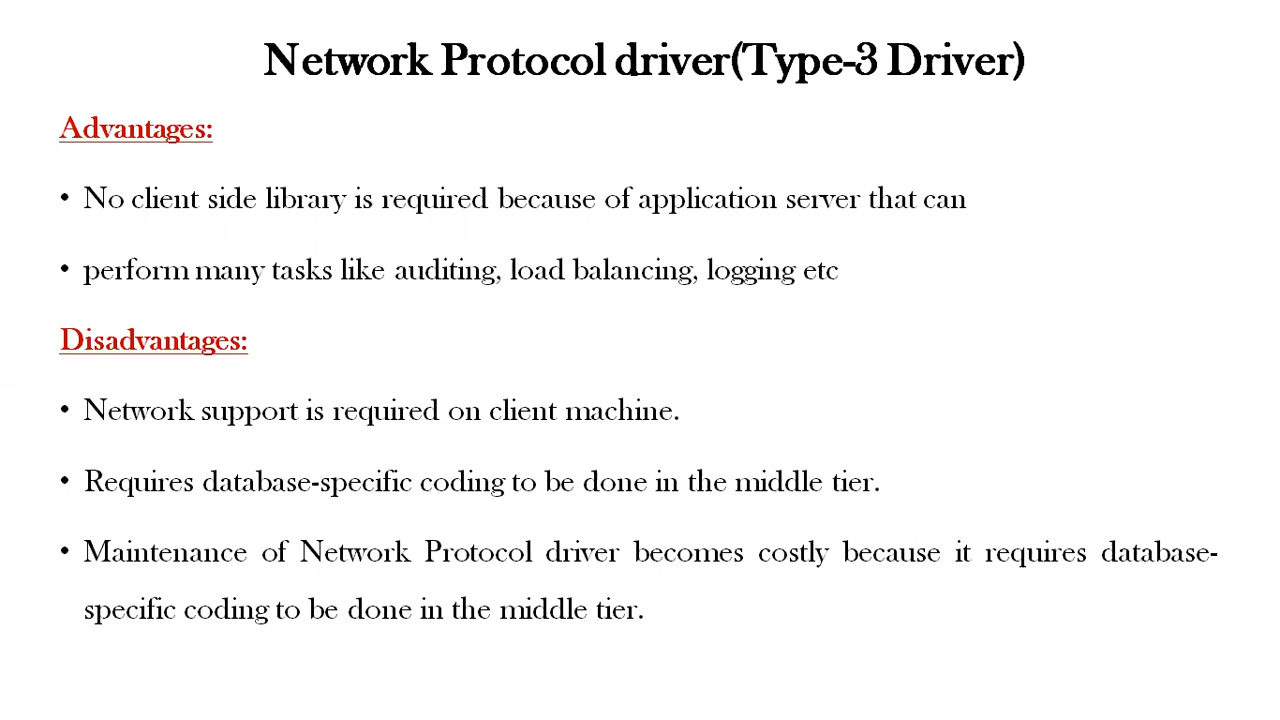 Network Protocol driver(Type-3 Driver)
Advantages:
• No client side library is required because of application server that can
• perform many tasks like auditing, load balancing, logging etc
Disadvantages:
• Network support is required on client machine.
• Requires database-specific coding to be done in the middle tier.
• Maintenance of Network Protocol driver becomes costly because it requires database-
specific coding to be done in the middle tier.